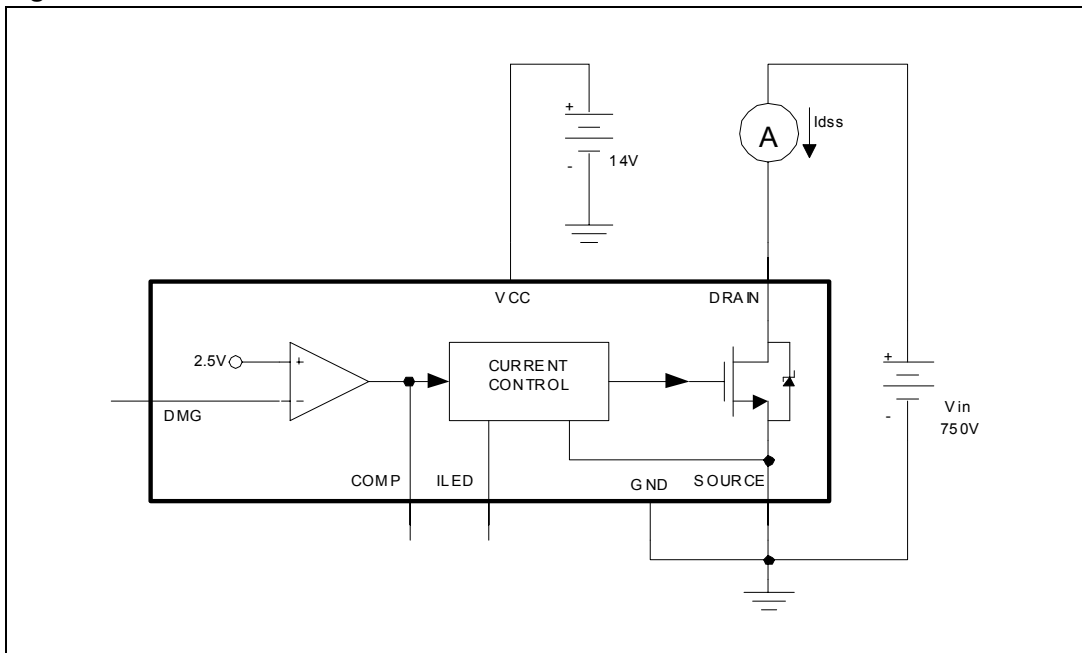 +
14V
-
A
Idss
VCC
DRAIN
2.5V
+
-
DMG
CURRENT
CONTROL
COMP
ILED
GND
SOURCE
+
Vin
750V
-